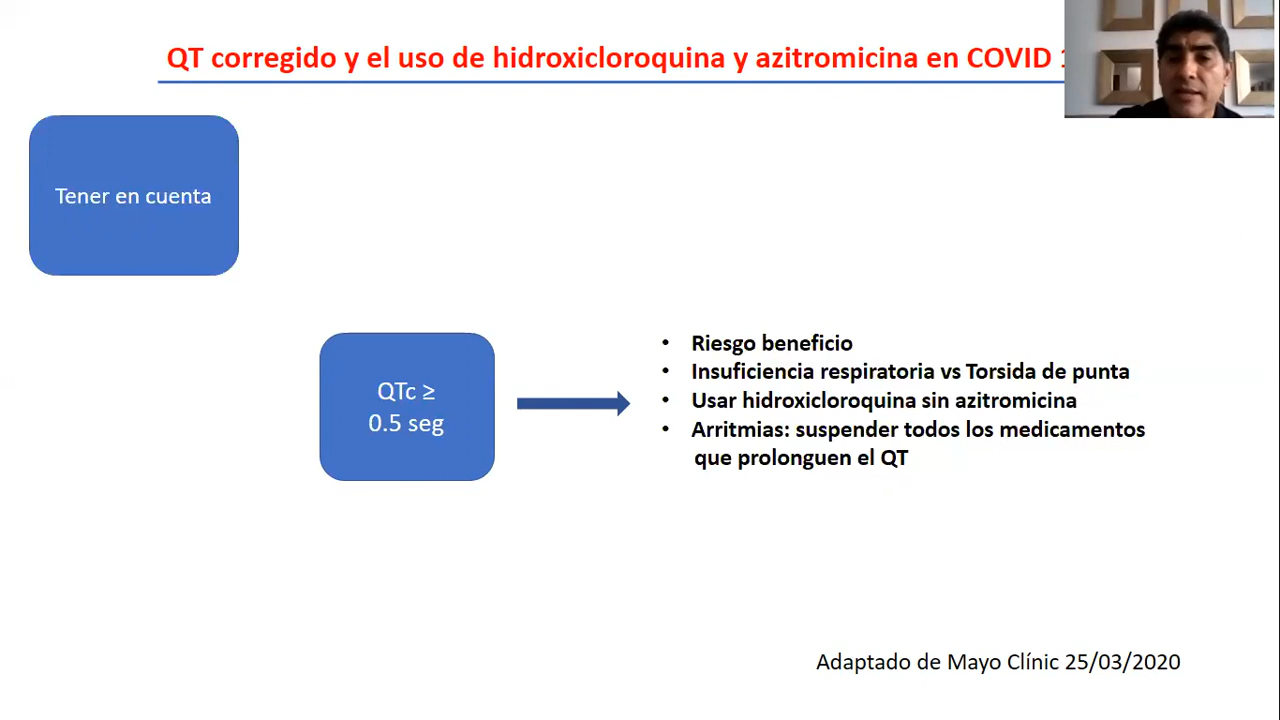 QT corregido y el uso de hidroxicloroquina y azitromicina en COVID
Tener en cuenta
QTc ≥
0.5 seg
• Riesgo beneficio
• Insuficiencia respiratoria vs Torsida de punta
• Usar hidroxicloroquina sin azitromicina
• Arritmias: suspender todos los medicamentos
que prolonguen el QT
Adaptado de Mayo Clínic 25/03/2020